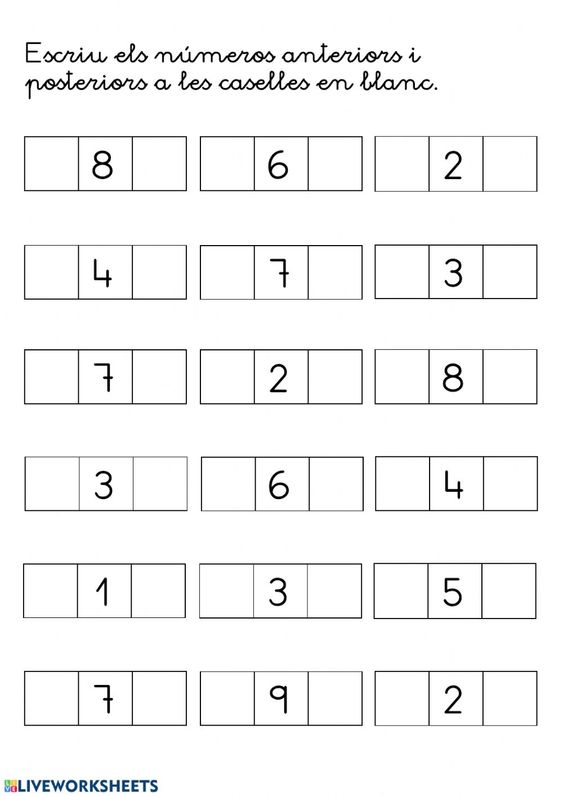 Escriu els números anteriors i
posteriors a les caselles en blanc.
8 6 2
4 7 3
7 2 8
3 6 4
1 3 5
7 9 2
LIVEWORKSHEETS